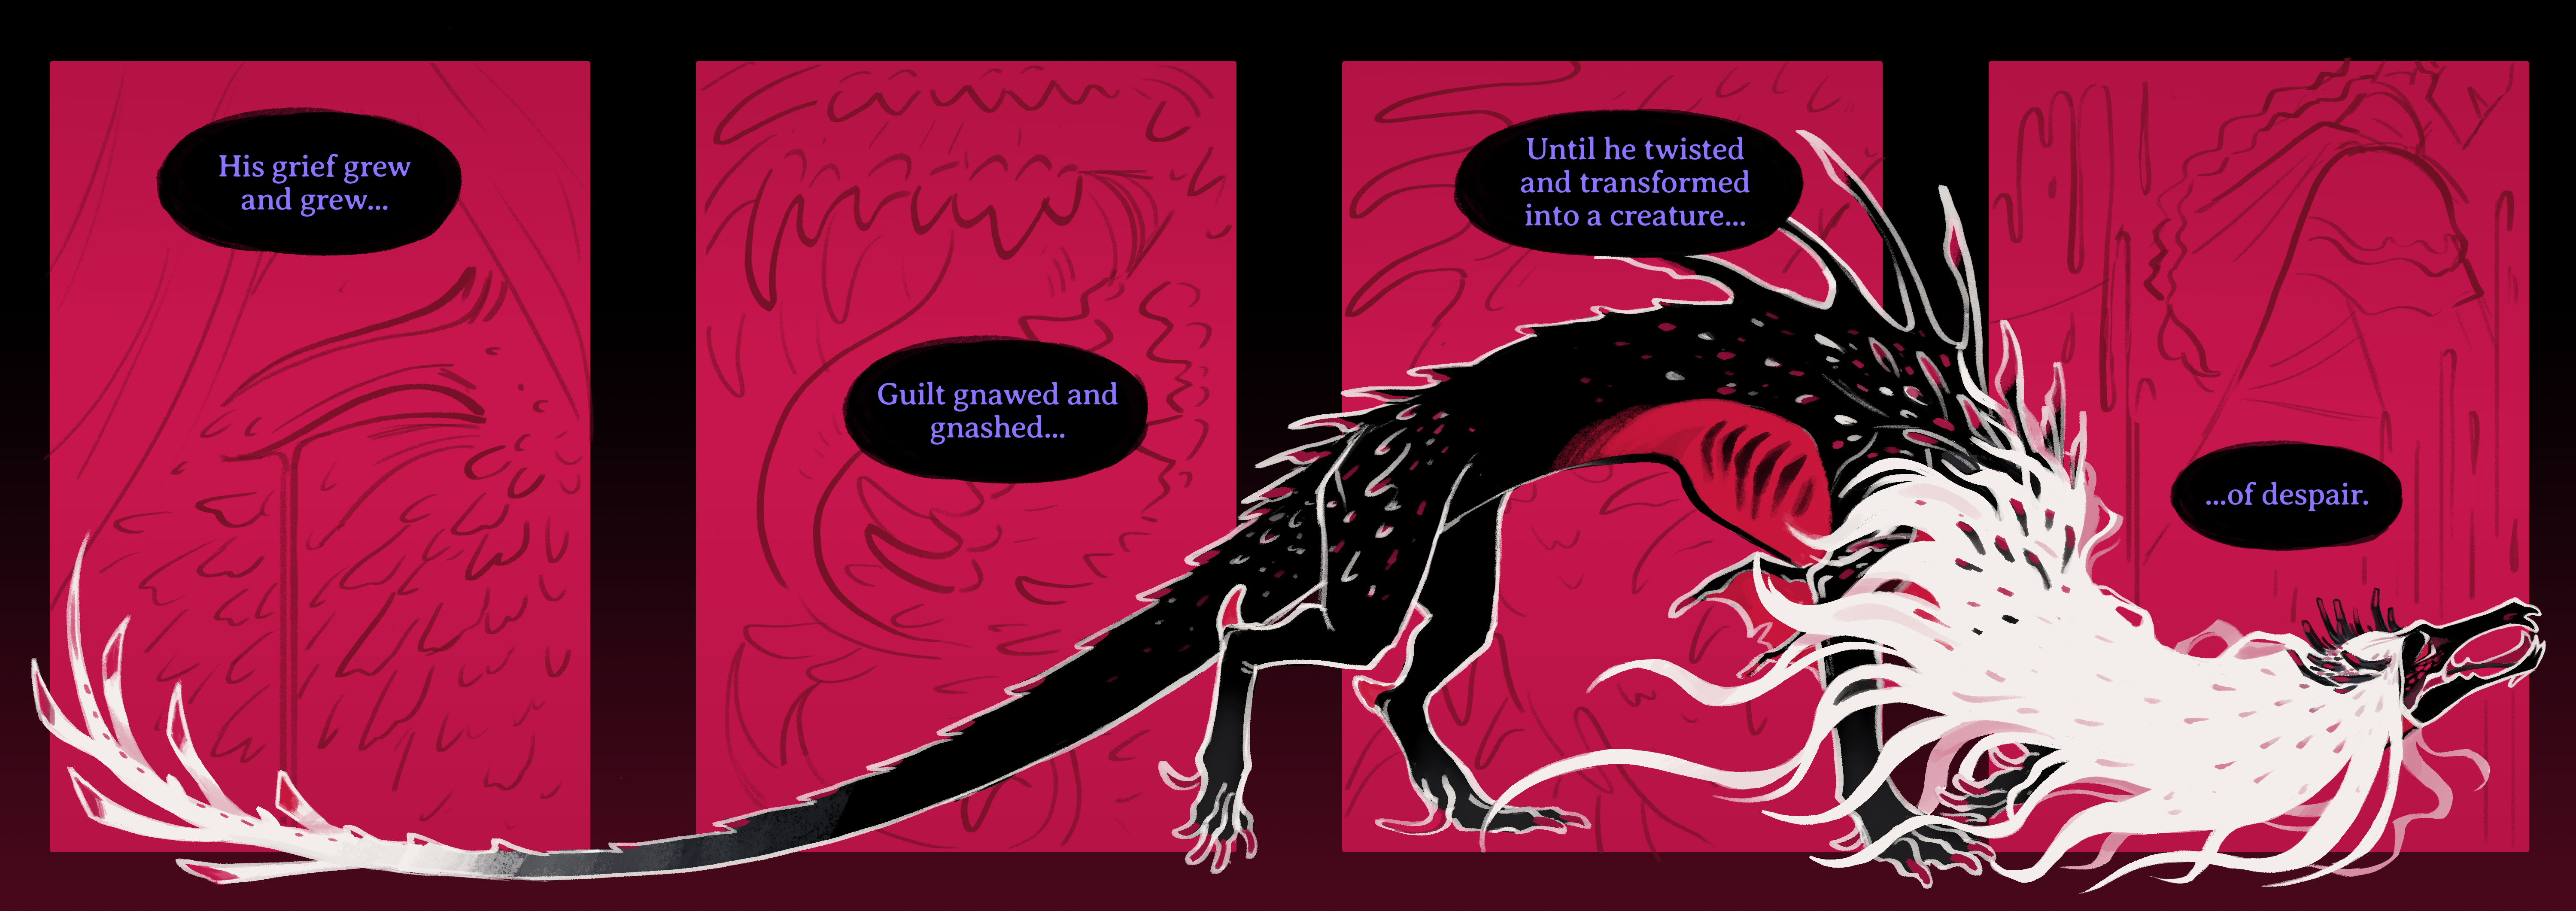 His grief grew
and grew...
Guilt gnawed and
gnashed...
Until he twisted
and transformed
into a creature...
...of despair.